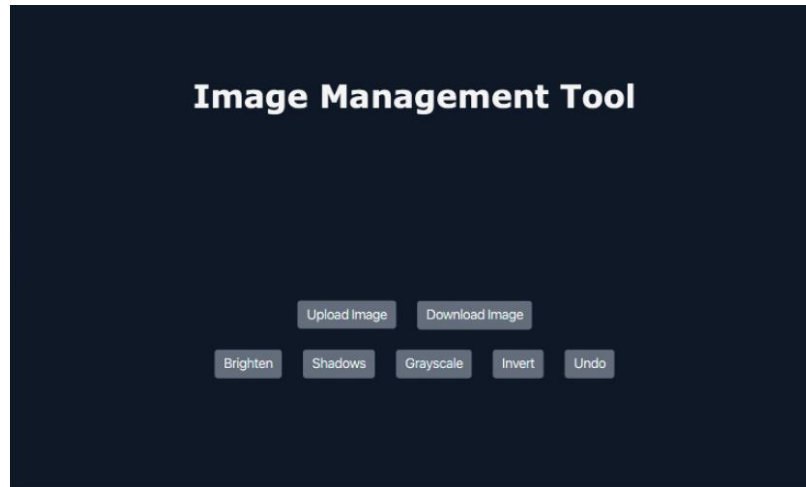 Image Management Tool
Upload Image Download Image
Brighten Shadows Grayscale Invert Undo